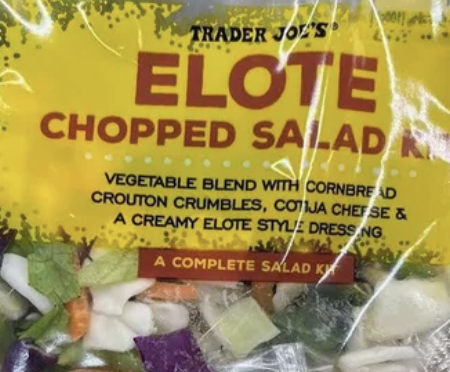 TRADER JOE'S®
ELOTE
CHOPPED SALAD KIT
VEGETABLE BLEND WITH CORNBREAD
CROUTON CRUMBLES, COTIJA CHEESE &
A CREAMY ELOTE STYLE DRESSING
A COMPLETE SALAD KIT